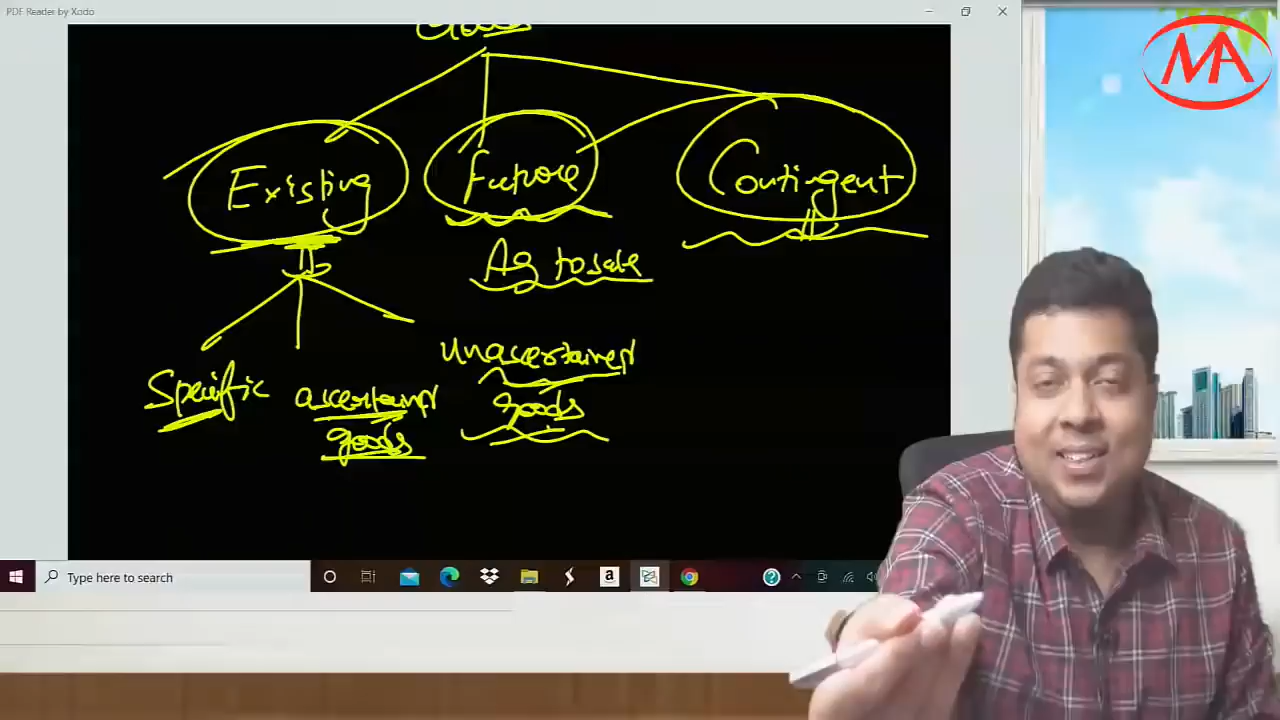 PDF Reader by Xodo
MA
Existing
Future
Contingent
Ag to sale
Specific
ascertained
goods
Unascertained
goods
Type here to search